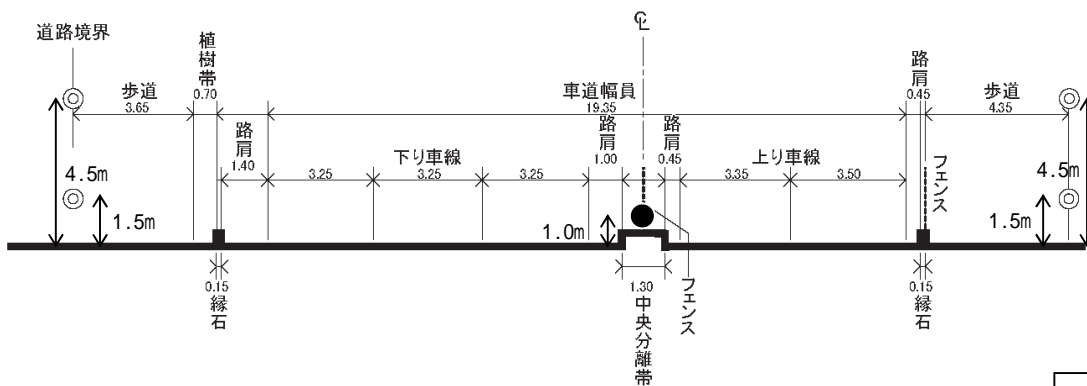 道路境界
歩道
3.65
植樹帯
0.70
路肩
1.40
車道幅員
19.35
下り車線
3.25
3.25
3.25
路肩
1.00
路肩
0.45
上り車線
3.35
3.50
路肩
0.45
歩道
4.35
フェンス
4.5m
1.5m
1.0m
4.5m
1.5m
0.15
縁石
1.30
中央分離帯
フェンス
0.15
縁石